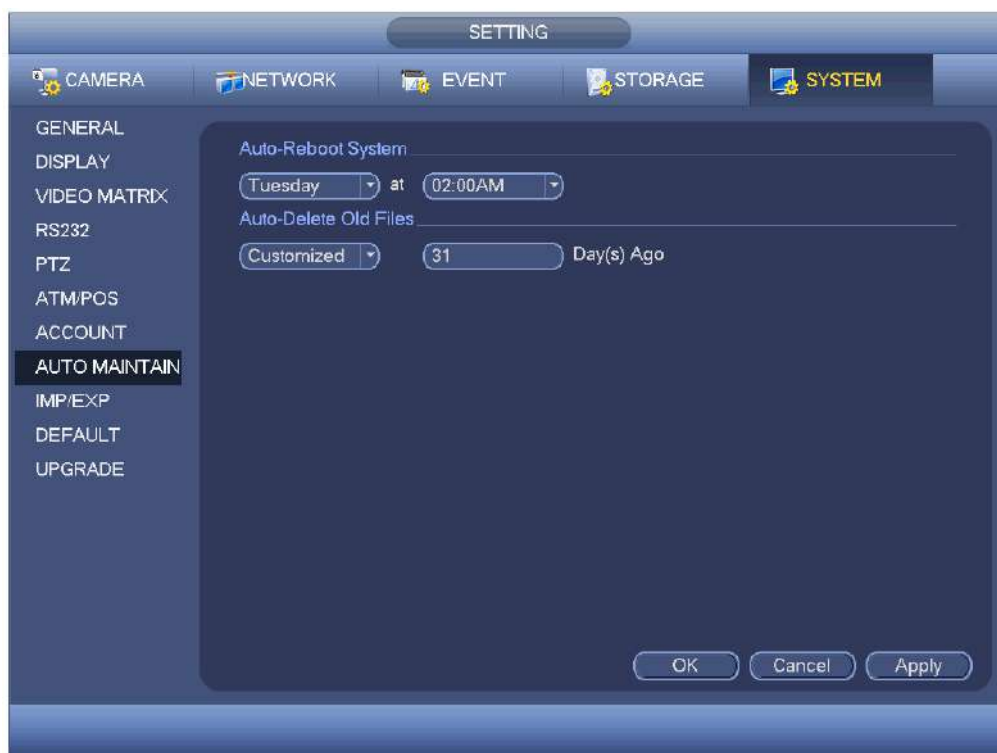 SETTING
CAMERA NETWORK EVENT STORAGE SYSTEM
GENERAL
DISPLAY
VIDEO MATRIX
RS232
PTZ
ATM/POS
ACCOUNT
AUTO MAINTAIN
IMP/EXP
DEFAULT
UPGRADE
Auto-Reboot System
Tuesday at 02:00AM
Auto-Delete Old Files
Customized 31 Day(s) Ago
OK Cancel Apply